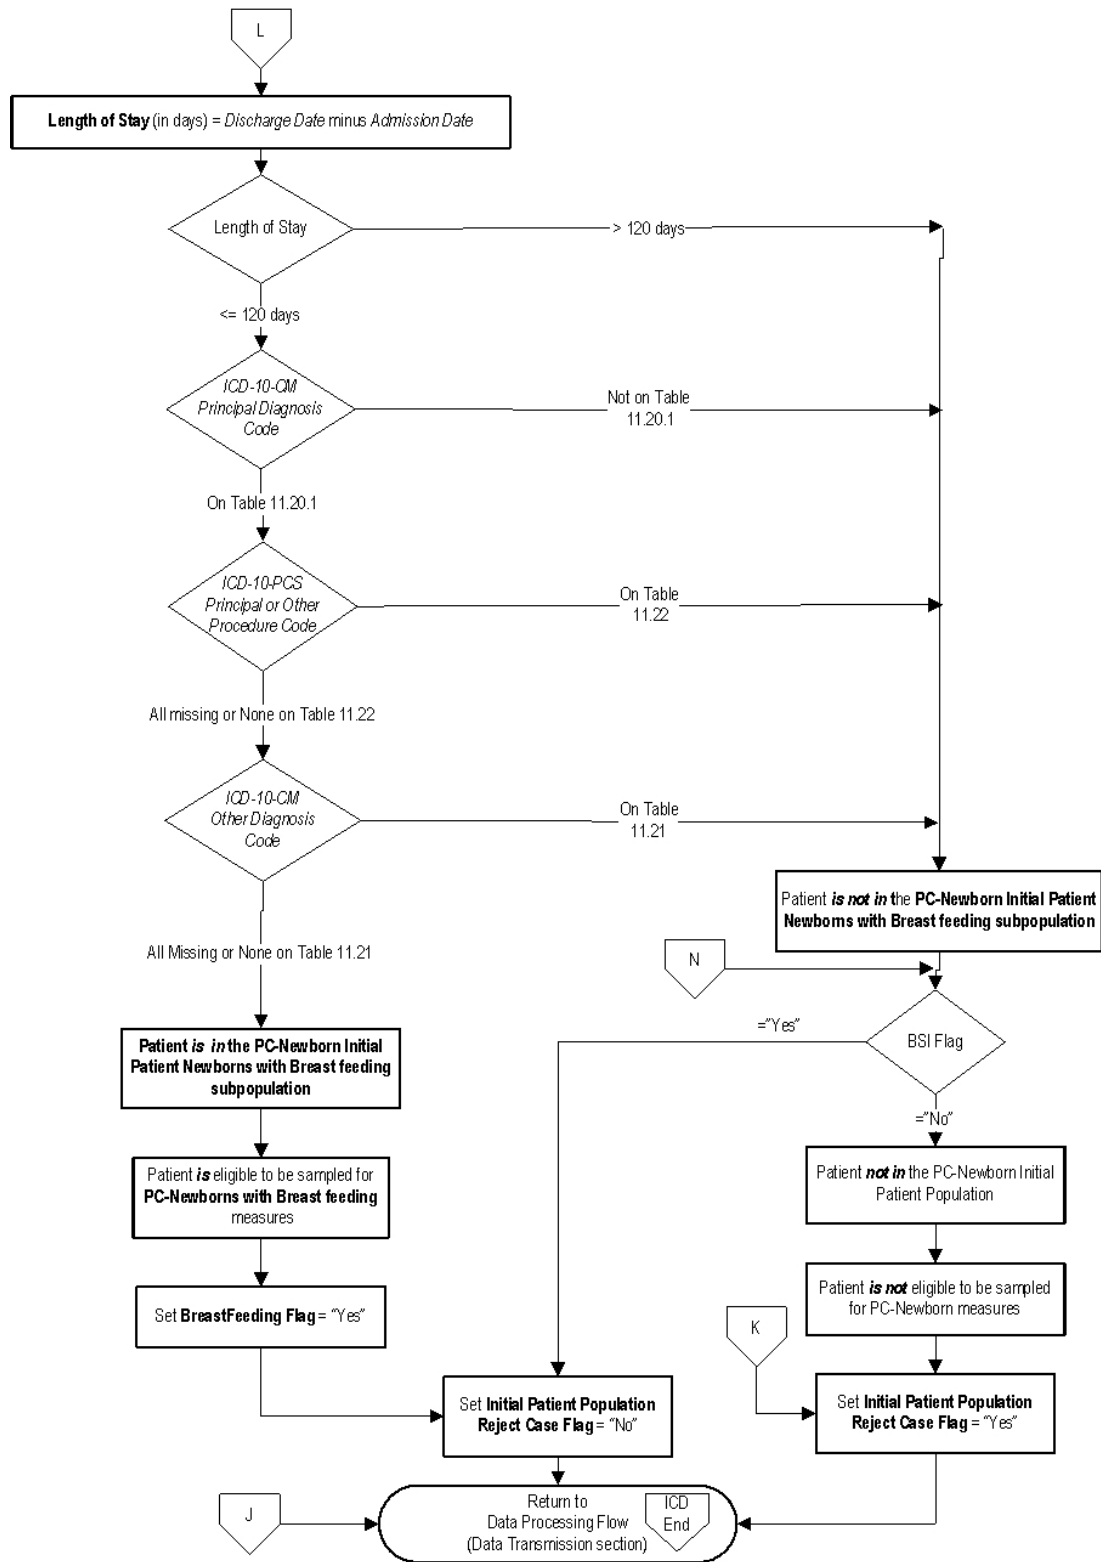 L
Length of Stay (in days) = Discharge Date minus Admission Date
Length of Stay
> 120 days
<= 120 days
ICD-10-CM
Principal Diagnosis
Code
Not on Table
11.20.1
On Table 11.20.1
ICD-10-PCS
Principal or Other
Procedure Code
On Table
11.22
All missing or None on Table 11.22
ICD-10-CM
Other Diagnosis
Code
On Table
11.21
Patient is not in the PC-Newborn Initial Patient
Newborns with Breast feeding subpopulation
All Missing or None on Table 11.21
N
="Yes"
BSI Flag
Patient is in the PC-Newborn Initial
Patient Newborns with Breast feeding
subpopulation
="No"
Patient not in the PC-Newborn Initial
Patient Population
Patient is eligible to be sampled for
PC-Newborns with Breast feeding
measures
Patient is not eligible to be sampled
for PC-Newborn measures
Set BreastFeeding Flag = "Yes"
K
Set Initial Patient Population
Reject Case Flag = "No"
Set Initial Patient Population
Reject Case Flag = "Yes"
J
Return to
Data Processing Flow
(Data Transmission section)
ICD
End